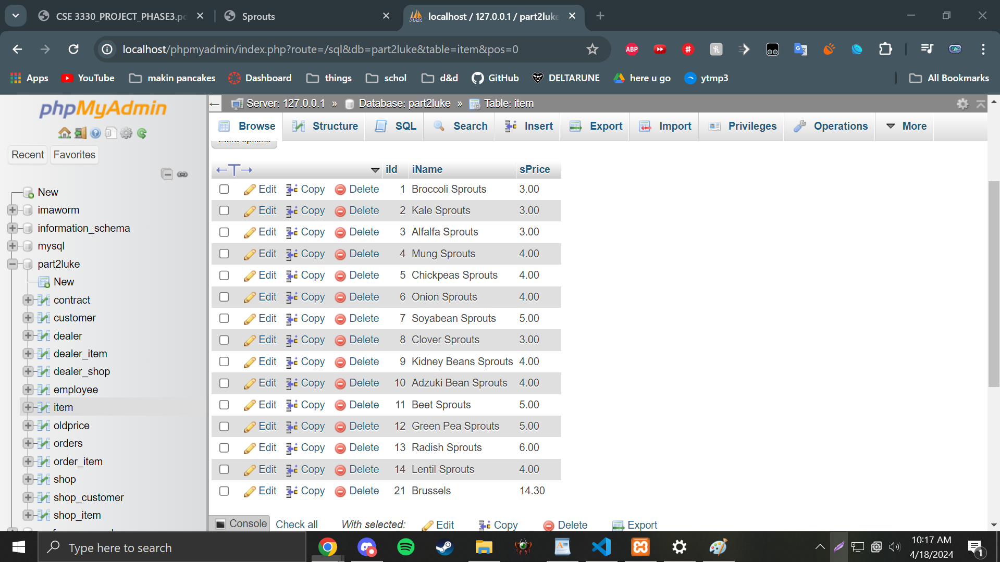 CSE 3330_PROJECT_PHASE3.pd
Sprouts
localhost / 127.0.0.1 / part2luke
localhost/phpmyadmin/index.php?route=/sql&db=part2luke&table=item&pos=0
ABP
Apps
YouTube
makin pancakes
Dashboard
things
schol
d&d
GitHub
DELTARUNE
here u go
ytmp3
All Bookmarks
phpMyAdmin
Recent
Favorites
New
imaworm
information_schema
mysql
part2luke
New
contract
customer
dealer
dealer_item
dealer_shop
employee
item
oldprice
orders
order_item
shop
shop_customer
shop_item
Server: 127.0.0.1 » Database: part2luke » Table: item
Browse Structure SQL Search Insert Export Import Privileges Operations More
Extra options
iId iName sPrice
Edit Copy Delete 1 Broccoli Sprouts 3.00
Edit Copy Delete 2 Kale Sprouts 3.00
Edit Copy Delete 3 Alfalfa Sprouts 3.00
Edit Copy Delete 4 Mung Sprouts 4.00
Edit Copy Delete 5 Chickpeas Sprouts 4.00
Edit Copy Delete 6 Onion Sprouts 4.00
Edit Copy Delete 7 Soyabean Sprouts 5.00
Edit Copy Delete 8 Clover Sprouts 3.00
Edit Copy Delete 9 Kidney Beans Sprouts 4.00
Edit Copy Delete 10 Adzuki Bean Sprouts 4.00
Edit Copy Delete 11 Beet Sprouts 5.00
Edit Copy Delete 12 Green Pea Sprouts 5.00
Edit Copy Delete 13 Radish Sprouts 6.00
Edit Copy Delete 14 Lentil Sprouts 4.00
Edit Copy Delete 21 Brussels 14.30
Console
Check all With selected: Edit Copy Delete Export
Type here to search
10:17 AM
4/18/2024
1